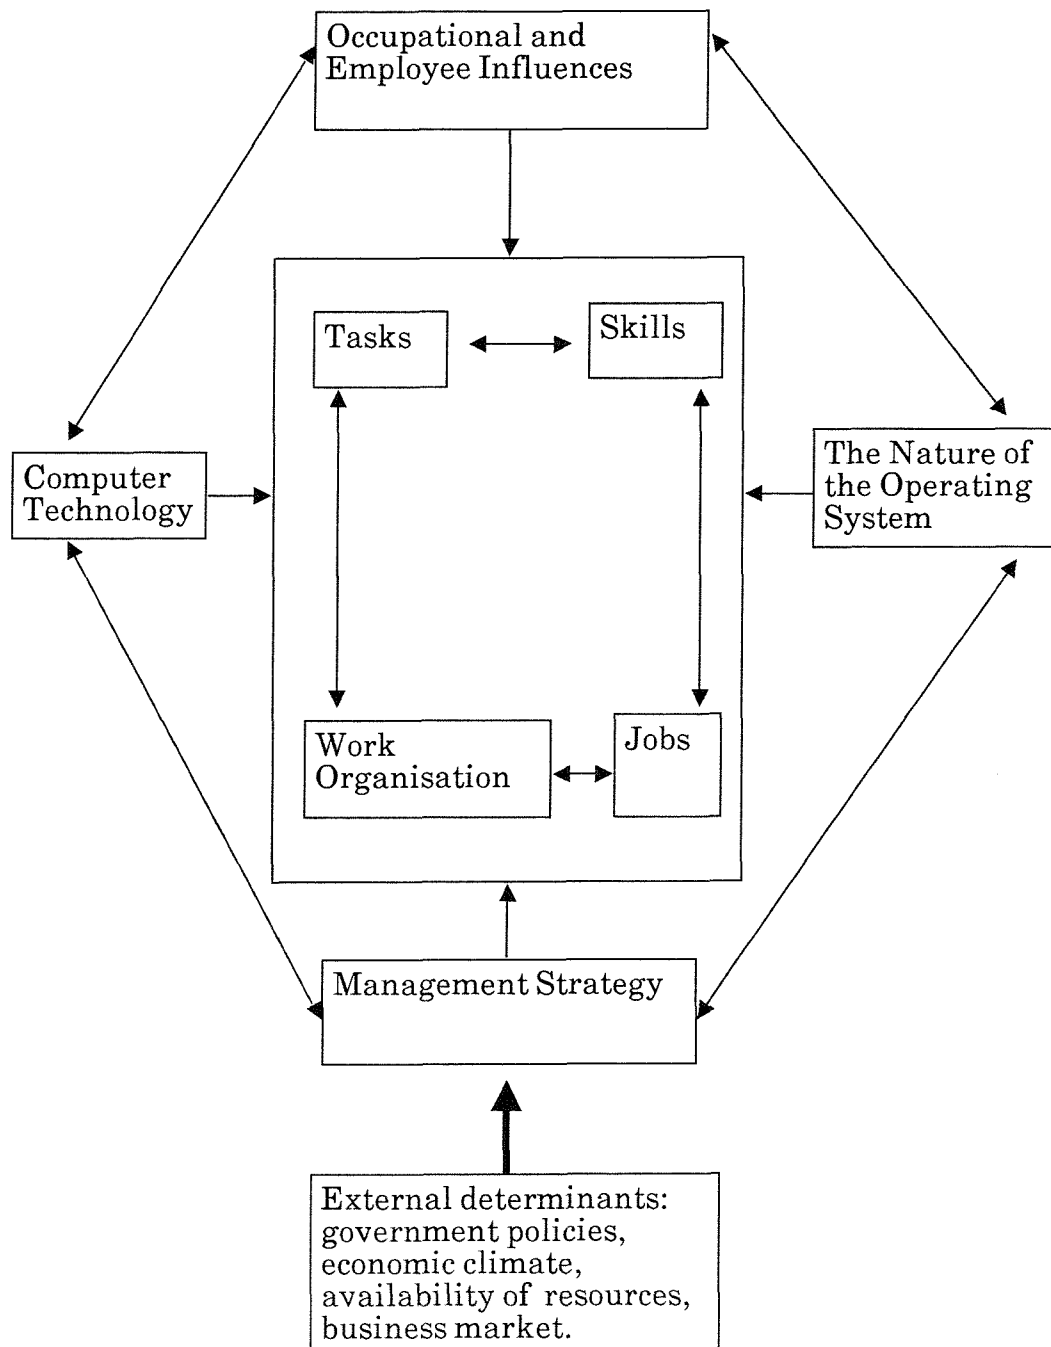 Occupational and
Employee Influences
Tasks
Skills
Computer
Technology
The Nature of
the Operating
System
Work
Organisation
Jobs
Management Strategy
External determinants:
government policies,
economic climate,
availability of resources,
business market.